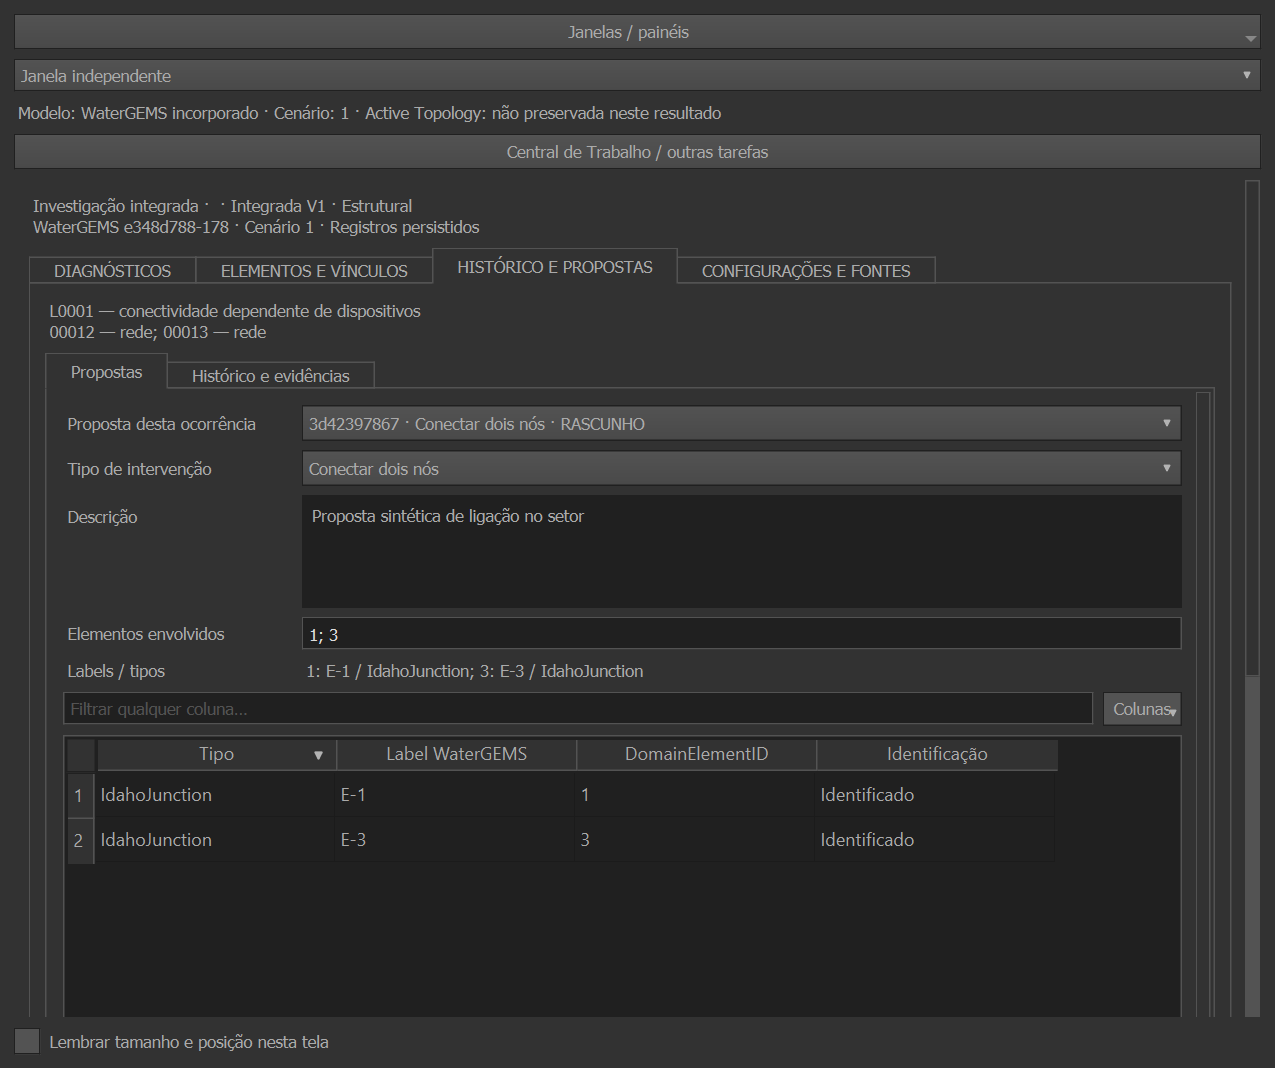 Janelas / painéis
Janela independente
Modelo: WaterGEMS incorporado · Cenário: 1 · Active Topology: não preservada neste resultado
Central de Trabalho / outras tarefas
Investigação integrada · · Integrada V1 · Estrutural
WaterGEMS e348d788-178 · Cenário 1 · Registros persistidos
DIAGNÓSTICOS
ELEMENTOS E VÍNCULOS
HISTÓRICO E PROPOSTAS
CONFIGURAÇÕES E FONTES
L0001 — conectividade dependente de dispositivos
00012 — rede; 00013 — rede
Propostas
Histórico e evidências
Proposta desta ocorrência
3d42397867 · Conectar dois nós · RASCUNHO
Tipo de intervenção
Conectar dois nós
Descrição
Proposta sintética de ligação no setor
Elementos envolvidos
1; 3
Labels / tipos
1: E-1 / IdahoJunction; 3: E-3 / IdahoJunction
Filtrar qualquer coluna...
Colunas
Tipo Label WaterGEMS DomainElementID Identificação
1 IdahoJunction E-1 1 Identificado
2 IdahoJunction E-3 3 Identificado
Lembrar tamanho e posição nesta tela